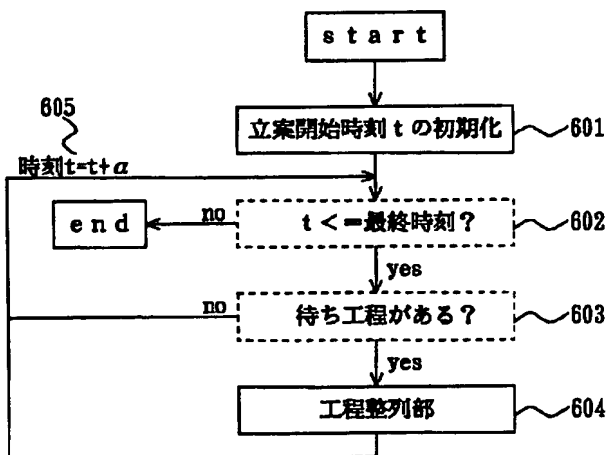 start
605
立案開始時刻tの初期化
601
時刻t=t+α
end
no
t<=最終時刻?
602
yes
no
待ち工程がある?
603
yes
工程整列部
604